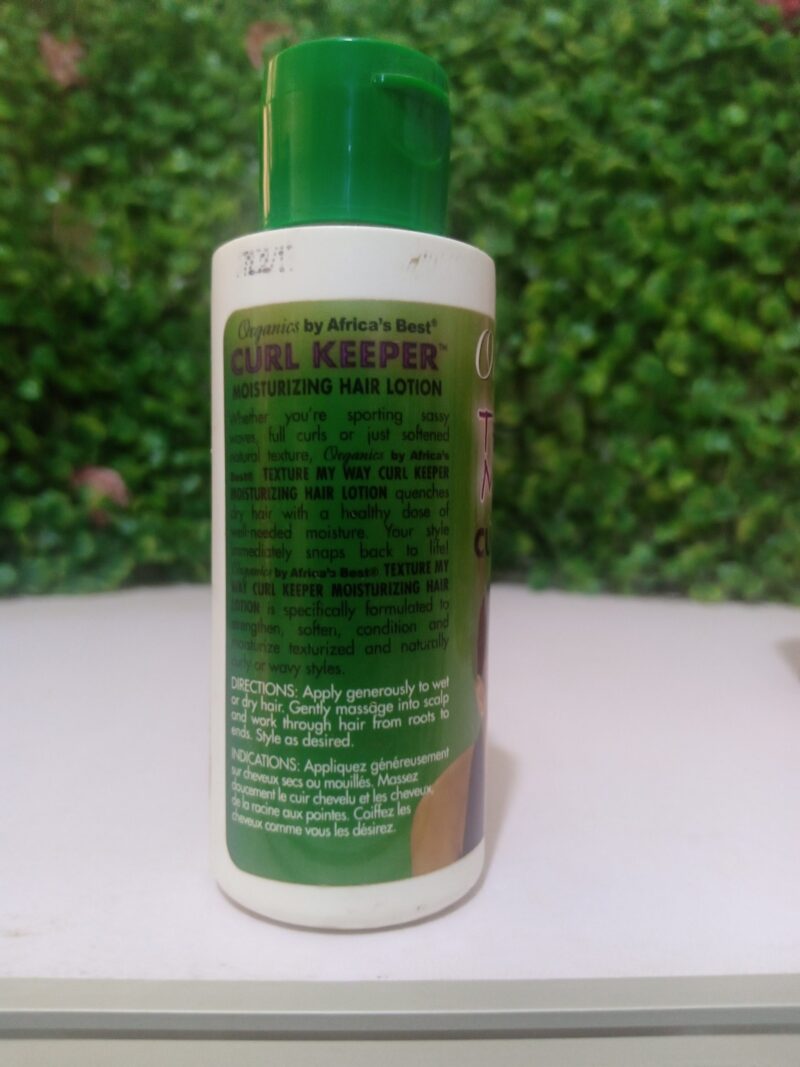 Organics by Africa's Best®
CURL KEEPER™
MOISTURIZING HAIR LOTION
Whether you're sporting sassy
waves, full curls or just softened
natural texture, Organics by Africa's
Best® TEXTURE MY WAY CURL KEEPER
MOISTURIZING HAIR LOTION quenches
dry hair with a healthy dose of
well-needed moisture. Your style
immediately snaps back to life!
Organics by Africa's Best® TEXTURE MY
WAY CURL KEEPER MOISTURIZING HAIR
LOTION is specifically formulated to
strengthen, soften, condition and
moisturize texturized and naturally
curly or wavy styles.
DIRECTIONS: Apply generously to wet
or dry hair. Gently massage into scalp
and work through hair from roots to
ends. Style as desired.
INDICATIONS: Appliquez généreusement
sur cheveux secs ou mouillés. Massez
doucement le cuir chevelu et les cheveux,
de la racine aux pointes. Coiffez les
cheveux comme vous les désirez.